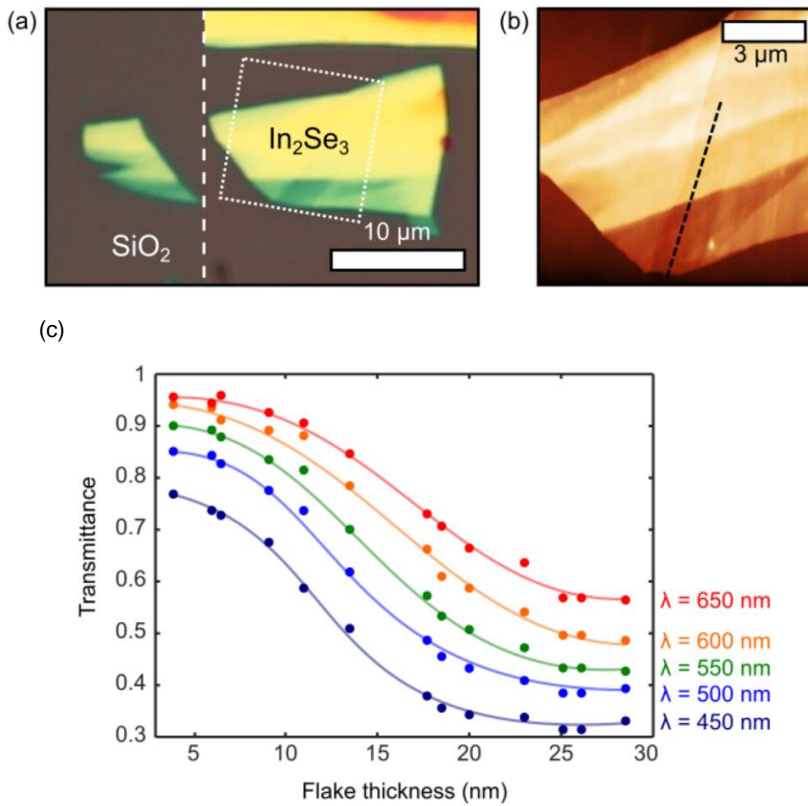 (a)
In₂Se₃
SiO₂
10 μm
(b)
3 μm
(c)
Transmittance
1
0.9
0.8
0.7
0.6
0.5
0.4
0.3
5 10 15 20 25 30
Flake thickness (nm)
λ = 650 nm
λ = 600 nm
λ = 550 nm
λ = 500 nm
λ = 450 nm